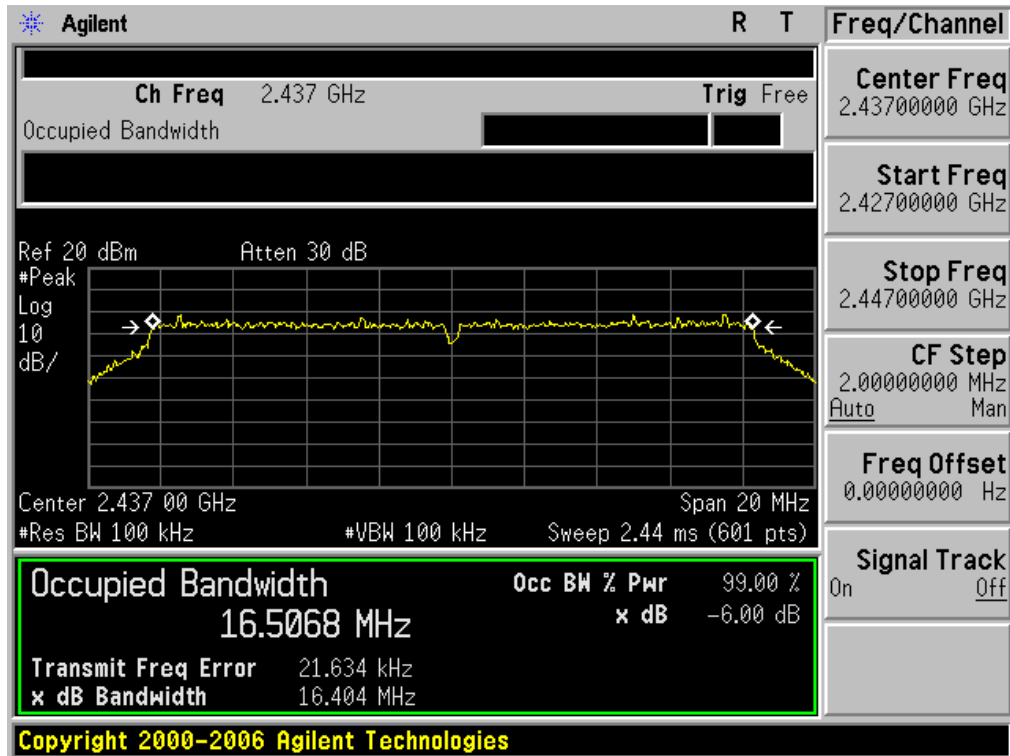 Agilent R T
Ch Freq 2.437 GHz Trig Free
Occupied Bandwidth
Ref 20 dBm Atten 30 dB
#Peak
Log
10
dB/
Center 2.437 00 GHz Span 20 MHz
#Res BW 100 kHz #VBW 100 kHz Sweep 2.44 ms (601 pts)
Occupied Bandwidth
16.5068 MHz
Occ BW % Pwr 99.00 %
x dB -6.00 dB
Transmit Freq Error 21.634 kHz
x dB Bandwidth 16.404 MHz
Copyright 2000-2006 Agilent Technologies
Freq/Channel
Center Freq
2.43700000 GHz
Start Freq
2.42700000 GHz
Stop Freq
2.44700000 GHz
CF Step
2.00000000 MHz
Auto Man
Freq Offset
0.00000000 Hz
Signal Track
On Off